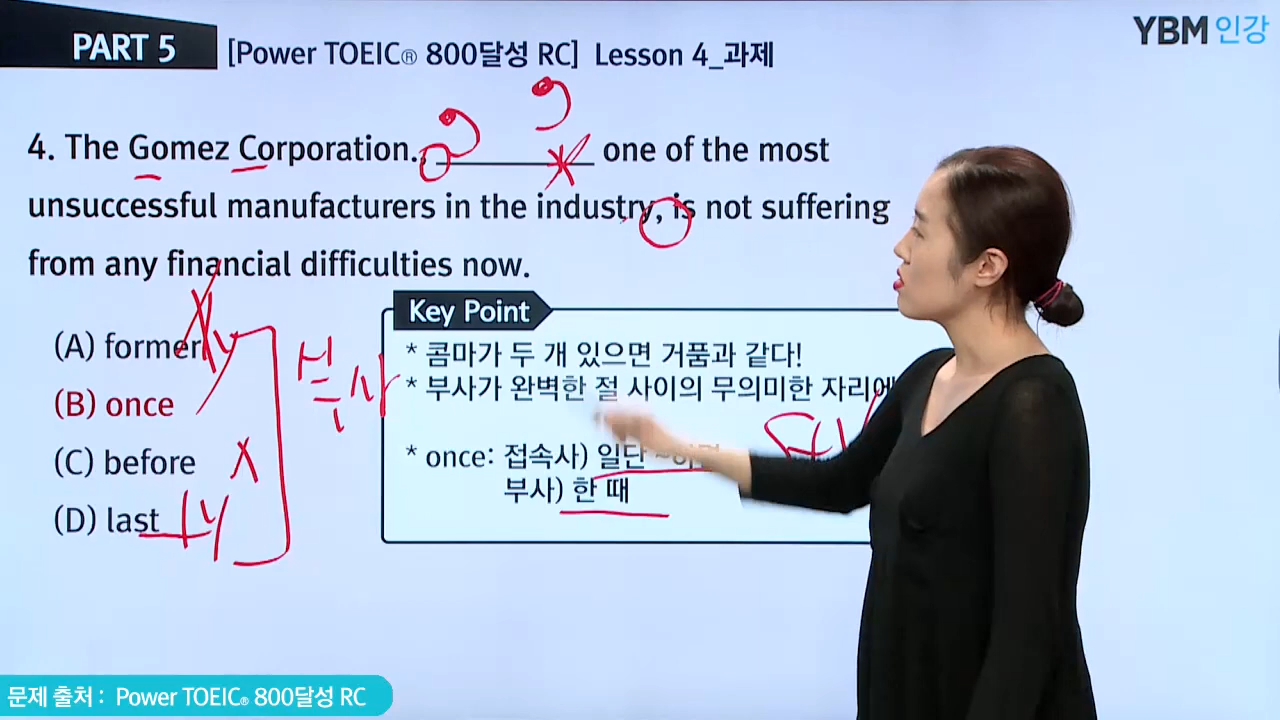 PART 5
[Power TOEIC® 800달성 RC] Lesson 4_과제
YBM 인강
4. The Gomez Corporation., ________ one of the most
unsuccessful manufacturers in the industry, is not suffering
from any financial difficulties now.
(A) former
(B) once
(C) before
(D) last
ly
ly
부사
Key Point
* 콤마가 두 개 있으면 거품과 같다!
* 부사가 완벽한 절 사이의 무의미한 자리에
* once: 접속사) 일단 ~하면
부사) 한 때
문제 출처 : Power TOEIC® 800달성 RC